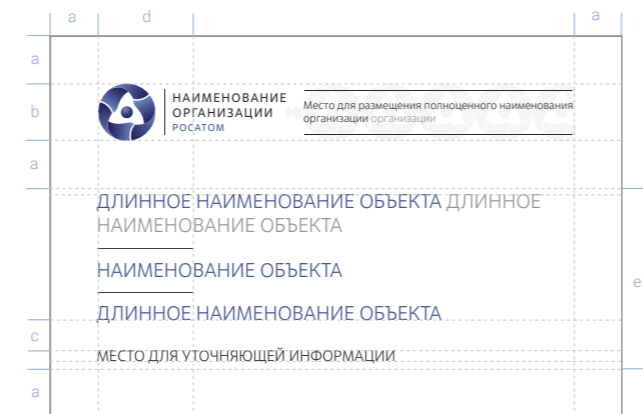 a d a
a
b
a
НАИМЕНОВАНИЕ
ОРГАНИЗАЦИИ
РОСАТОМ
Место для размещения полноценного наименования
организации организации
ДЛИННОЕ НАИМЕНОВАНИЕ ОБЪЕКТА ДЛИННОЕ
НАИМЕНОВАНИЕ ОБЪЕКТА
НАИМЕНОВАНИЕ ОБЪЕКТА
e
ДЛИННОЕ НАИМЕНОВАНИЕ ОБЪЕКТА
c
МЕСТО ДЛЯ УТОЧНЯЮЩЕЙ ИНФОРМАЦИИ
a